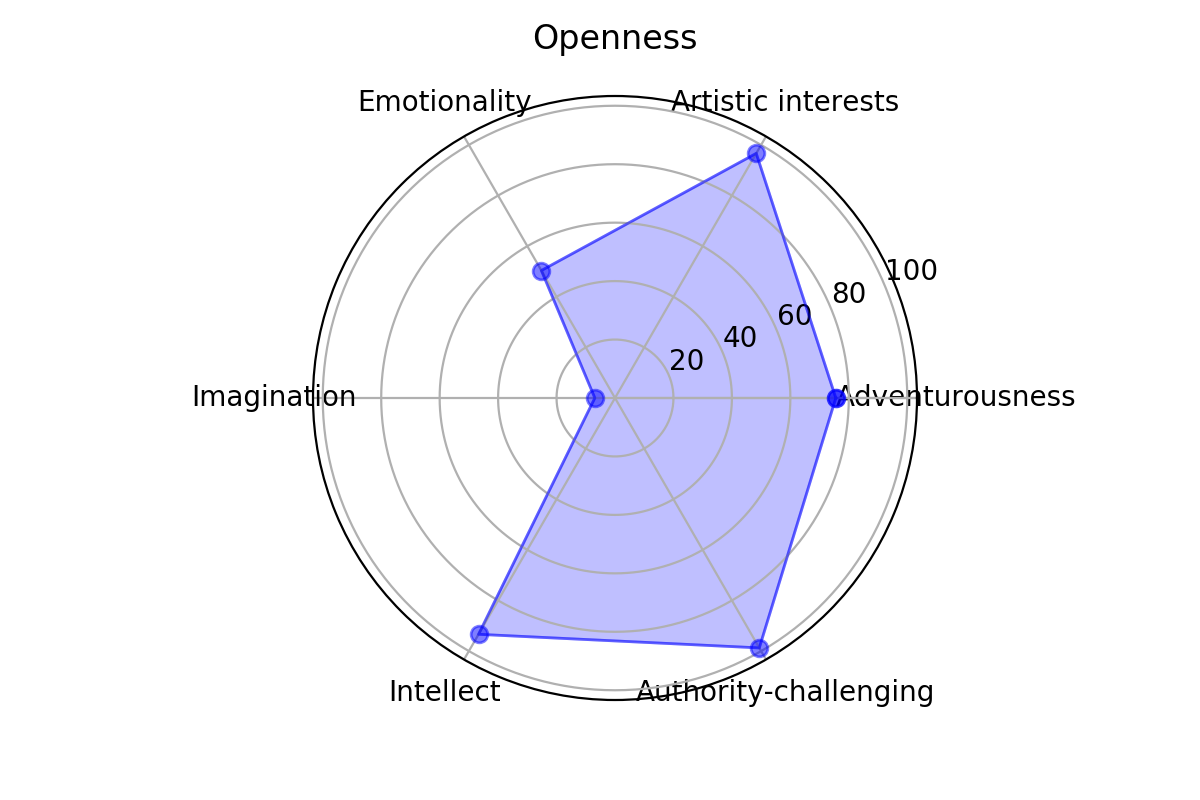 Openness
Emotionality
Artistic interests
100
80
60
40
20
Imagination
Adventurousness
Intellect
Authority-challenging